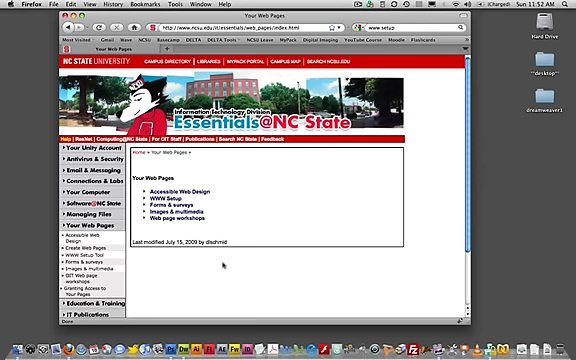 Firefox File Edit View History Bookmarks Tools Window Help
(Charged) Sun 11:52 AM
Your Web Pages
http://www.ncsu.edu/it/essentials/web_pages/index.html
www setup
Most Visited Gmail Wave NCSU Basecamp DELTA DELTA Tools NCSU Leave MyPack Digital Imaging YouTube Course Moodle Flashcards
Your Web Pages
NC STATE UNIVERSITY CAMPUS DIRECTORY | LIBRARIES | MYPACK PORTAL | CAMPUS MAP | SEARCH NCSU.EDU
Information Technology Division
Essentials@NC State
Help | ResNet | Computing@NC State | For OIT Staff | Publications | Search NC State | Feedback
Your Unity Account
Antivirus & Security
Email & Messaging
Connections & Labs
Your Computer
Software@NC State
Managing Files
Your Web Pages
Accessible Web
Design
Create Web Pages
WWW Setup Tool
Forms & surveys
Images & multimedia
OIT Web page
workshops
Granting Access to
Your Pages
Education & Training
IT Publications
Home » Your Web Pages »
Your Web Pages
Accessible Web Design
WWW Setup
Forms & surveys
Images & multimedia
Web page workshops
Last modified July 15, 2009 by dlschmid
Done
Hard Drive
**desktop**
dreamweaver1